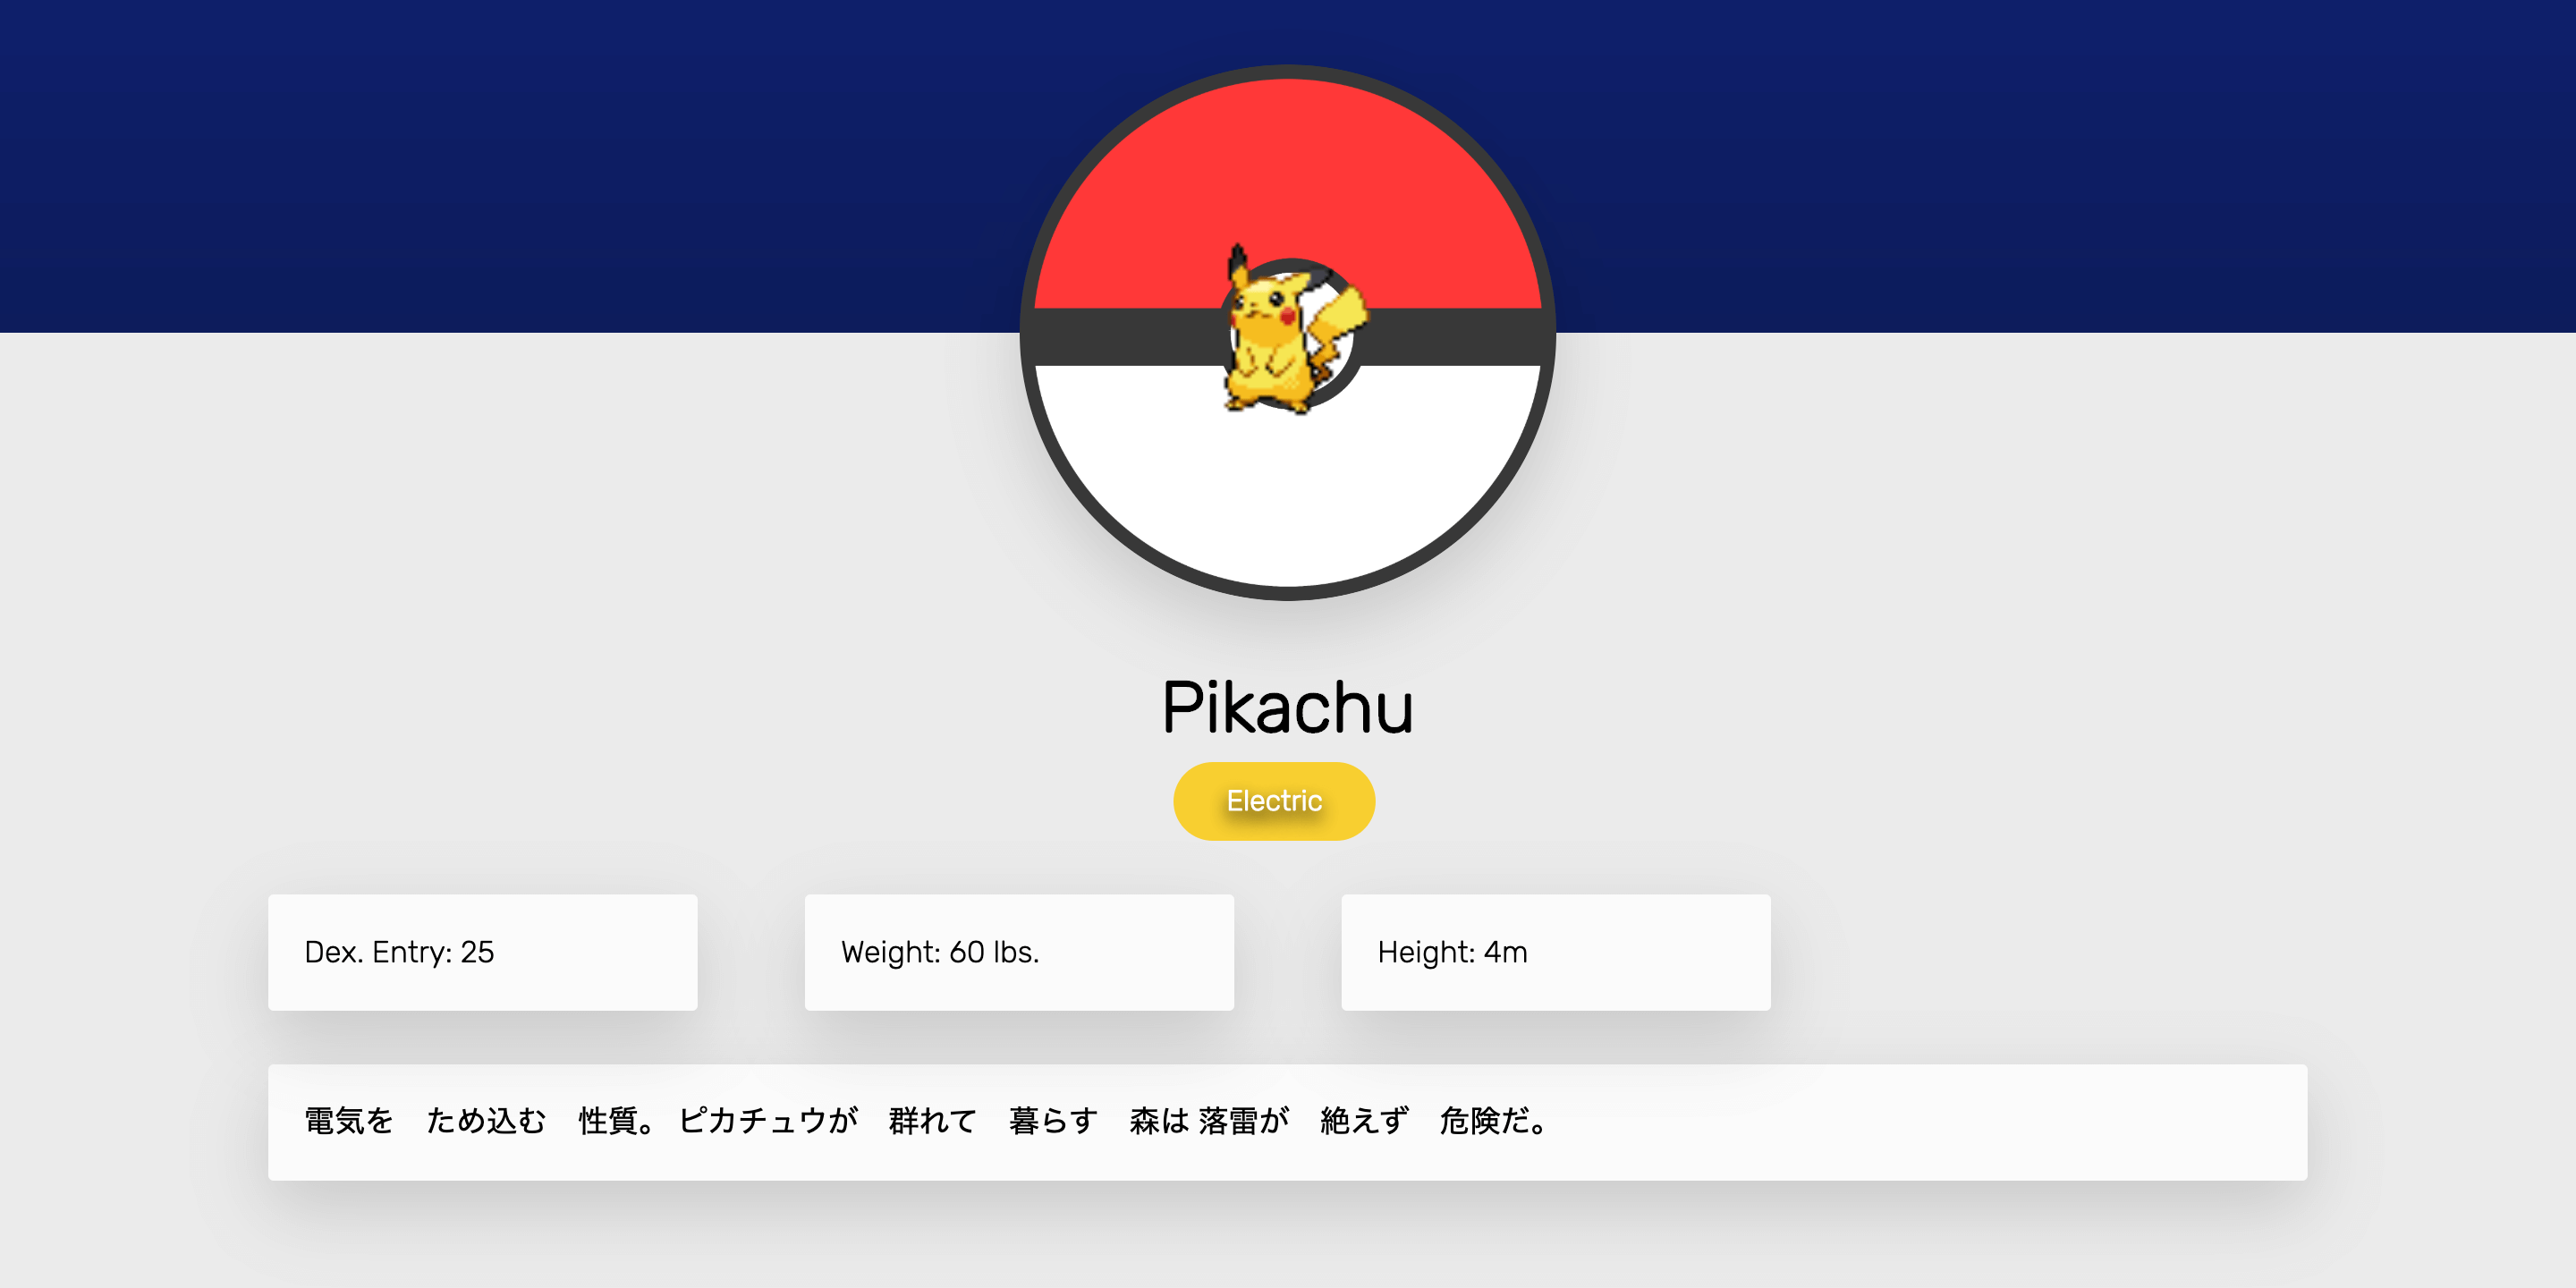 Pikachu
Electric
Dex. Entry: 25
Weight: 60 lbs.
Height: 4m
電気を　ため込む　性質。 ピカチュウが　群れて　暮らす　森は 落雷が　絶えず　危険だ。